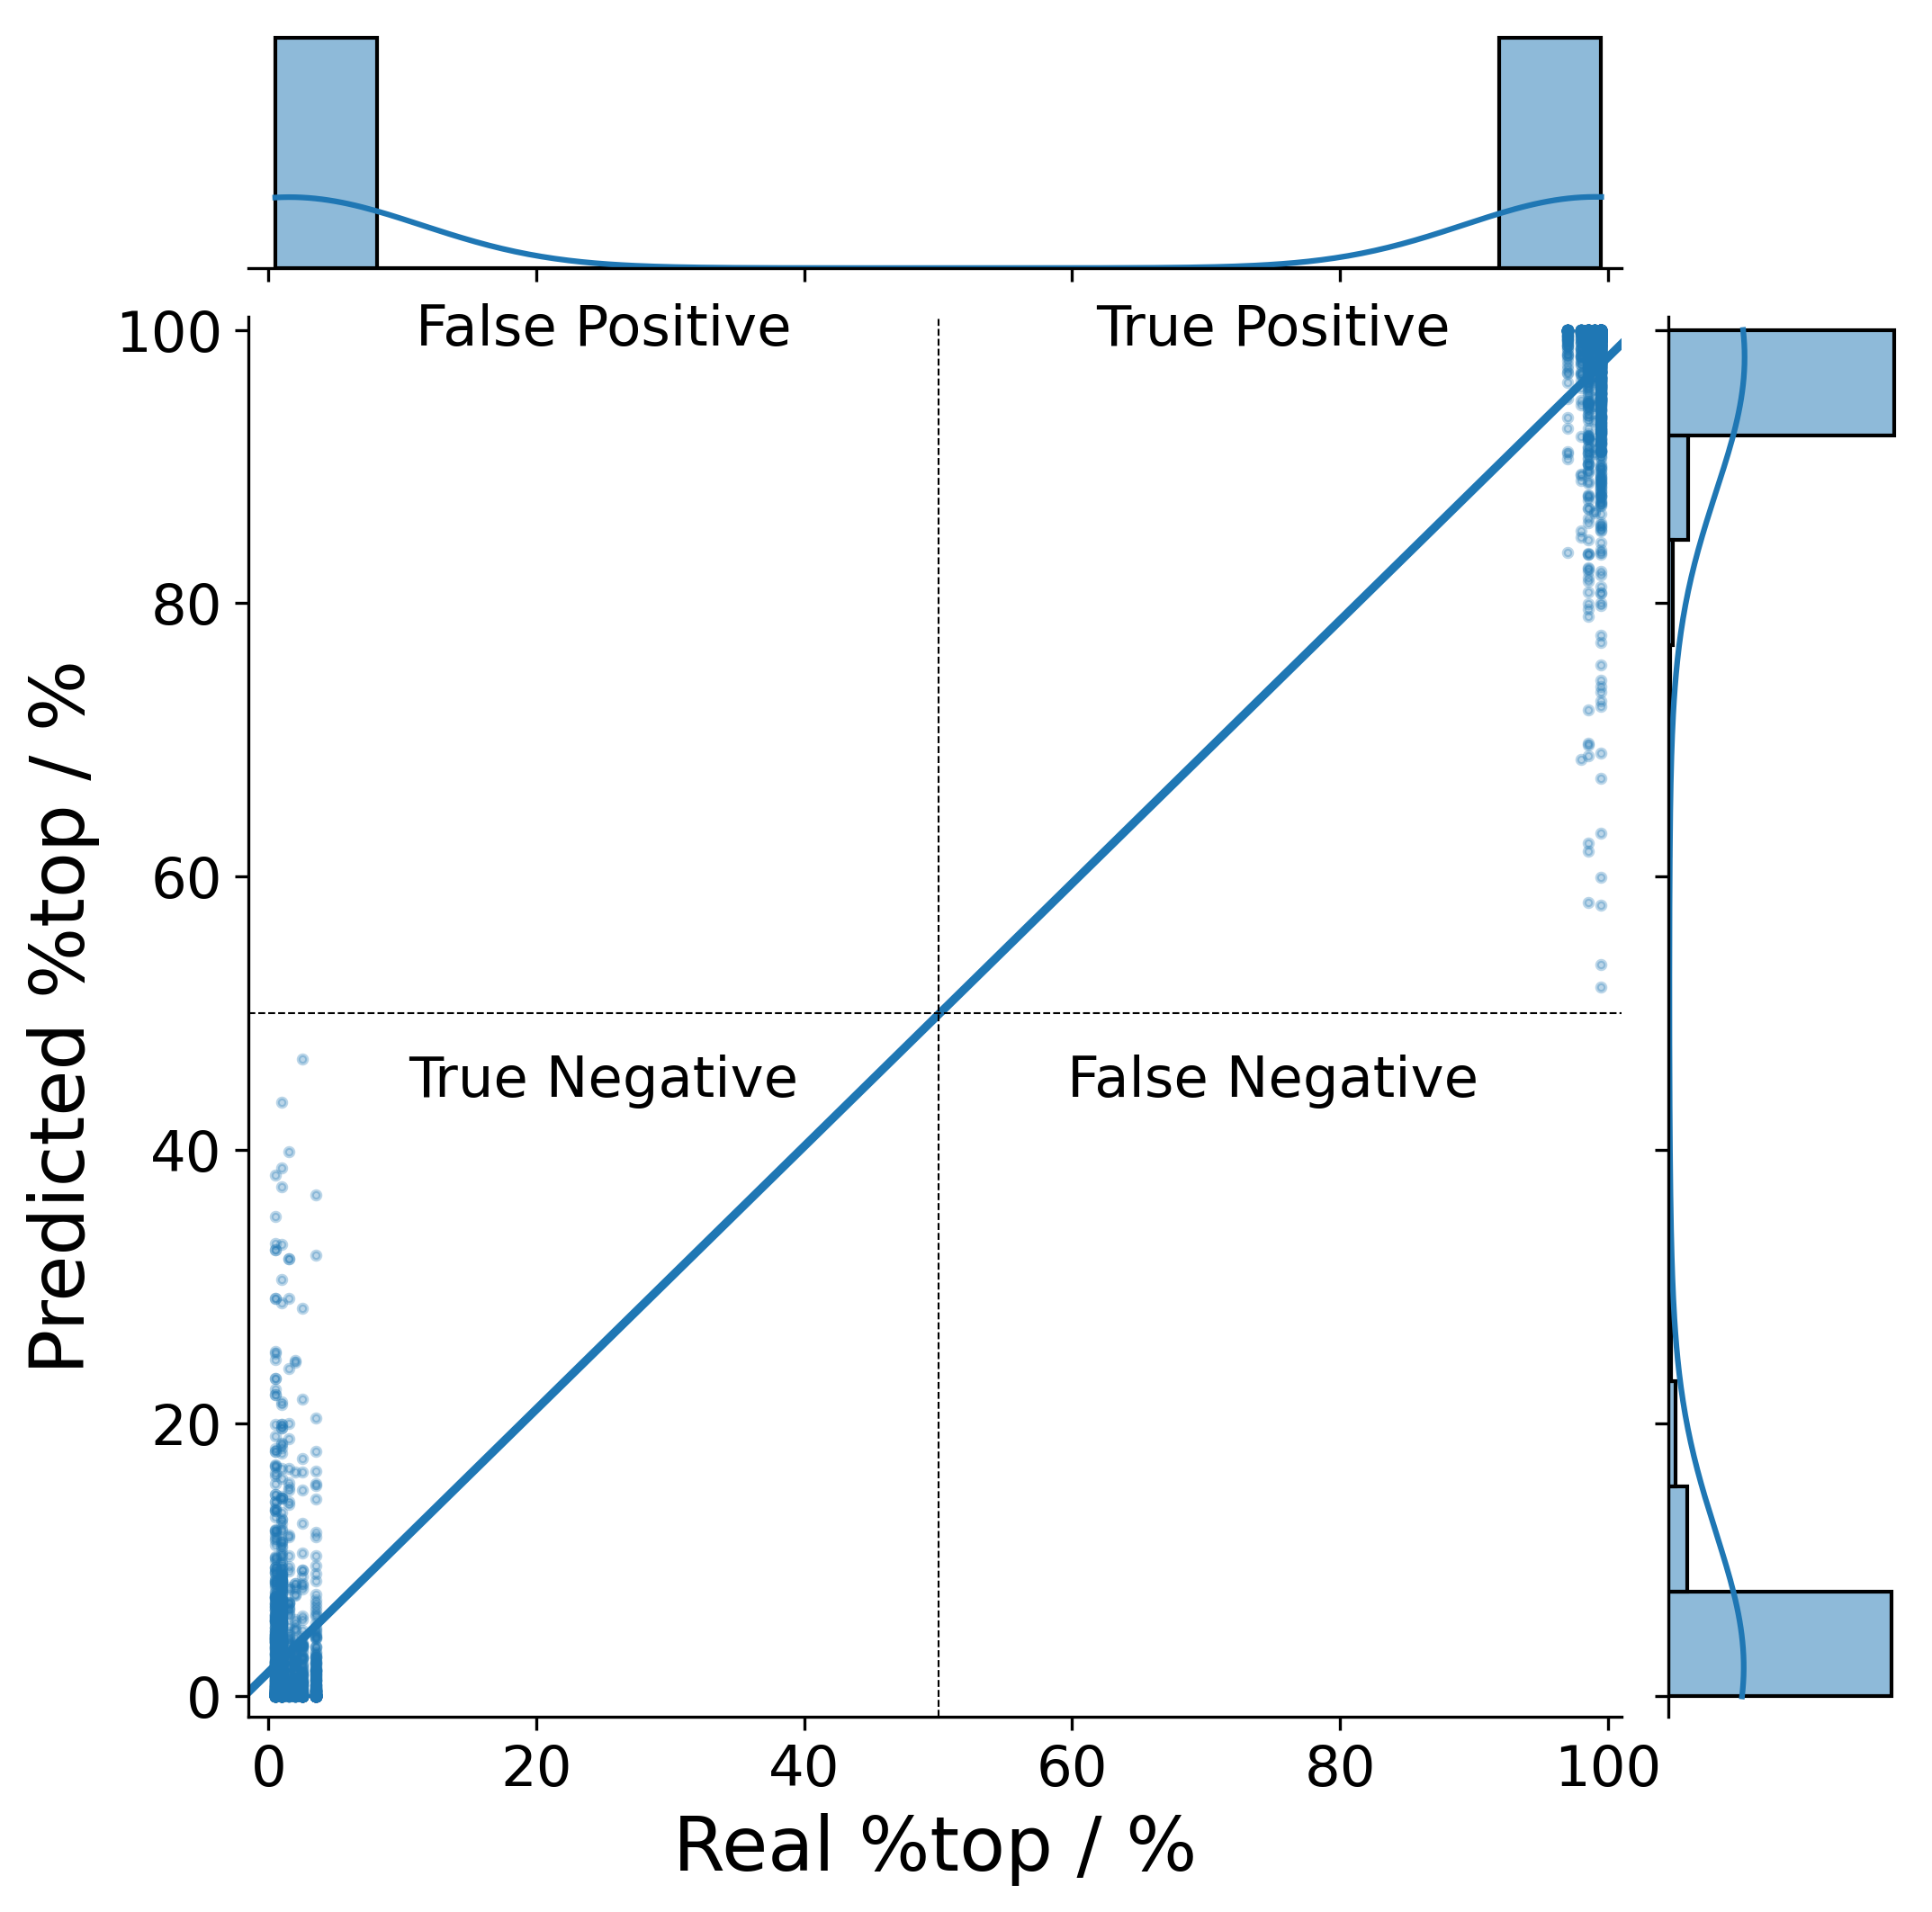 False Positive
True Positive
100
80
60
40
20
0
Predicted %top / %
True Negative
False Negative
0
20
40
60
80
100
Real %top / %